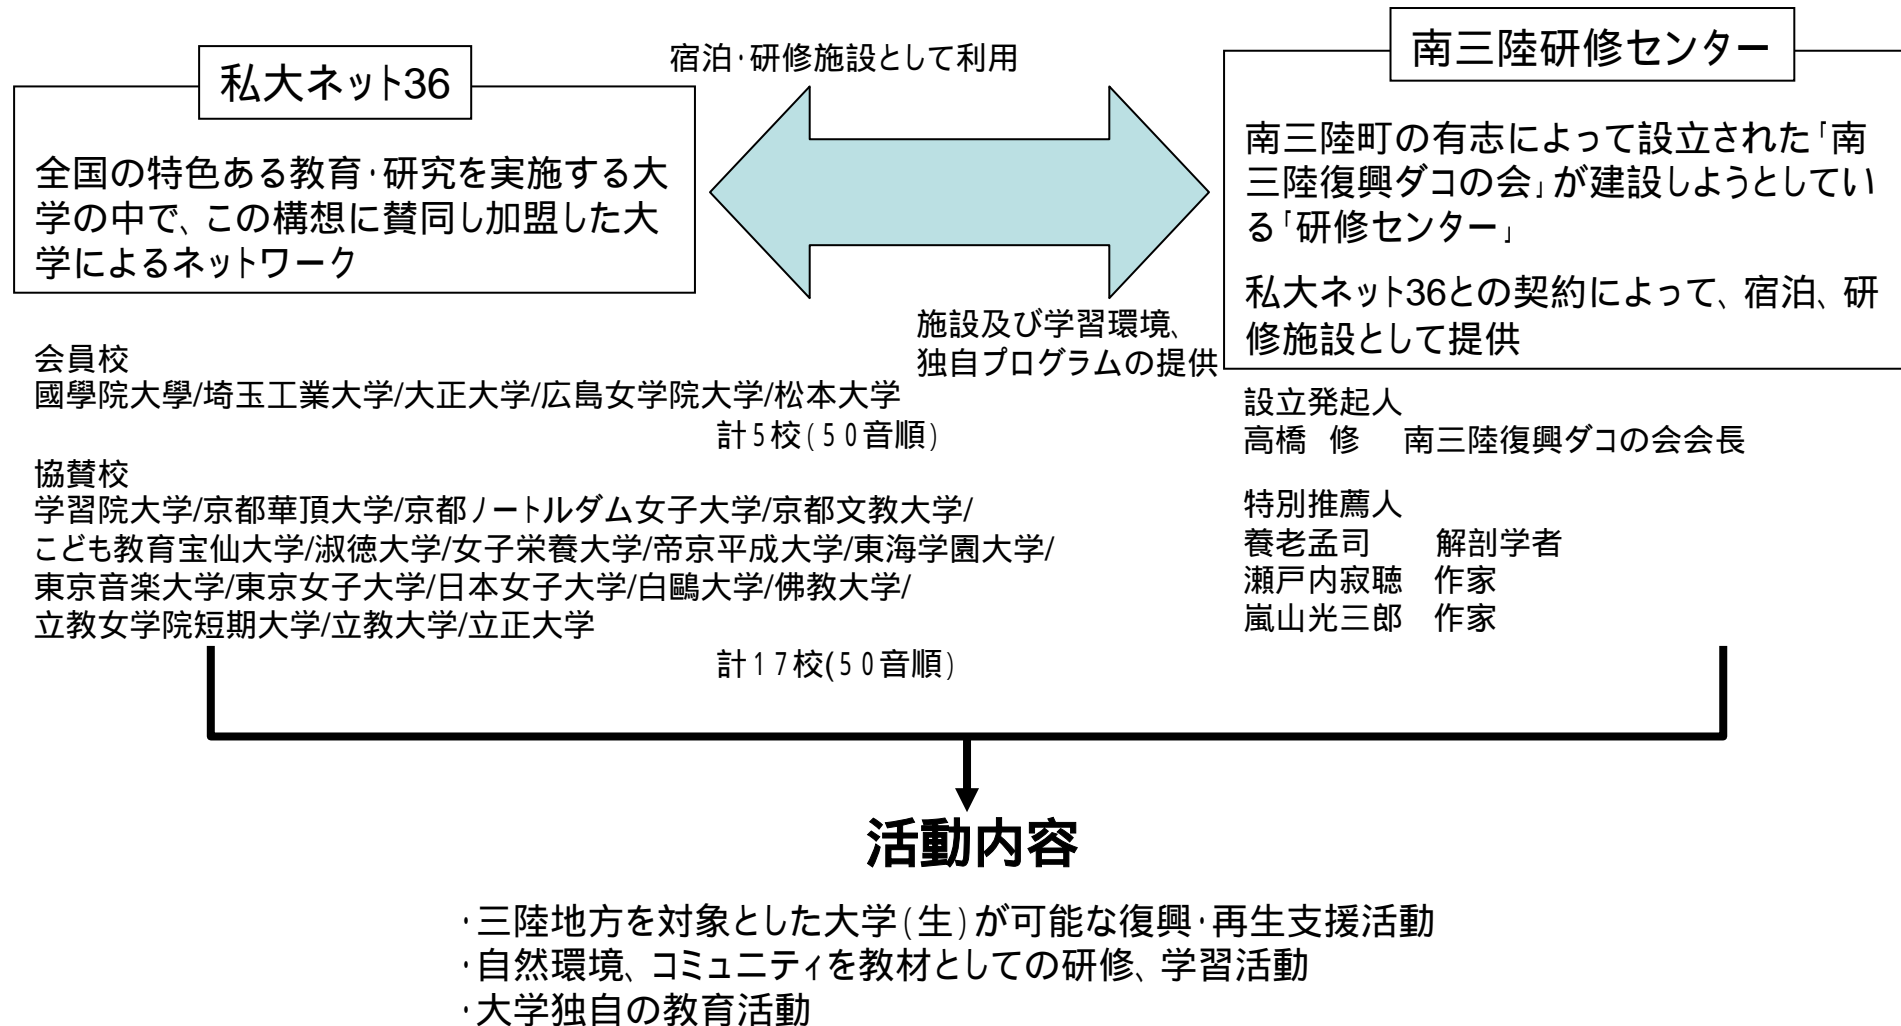 私大ネット36
全国の特色ある教育・研究を実施する大
学の中で、この構想に賛同し加盟した大
学によるネットワーク
宿泊・研修施設として利用
施設及び学習環境、
独自プログラムの提供
南三陸研修センター
南三陸町の有志によって設立された「南
三陸復興ダコの会」が建設しようとしてい
る「研修センター」
私大ネット36との契約によって、宿泊、研
修施設として提供
会員校
國學院大學/埼玉工業大学/大正大学/広島女学院大学/松本大学
計5校(50音順)
協賛校
学習院大学/京都華頂大学/京都ノートルダム女子大学/京都文教大学/
こども教育宝仙大学/淑徳大学/女子栄養大学/帝京平成大学/東海学園大学/
東京音楽大学/東京女子大学/日本女子大学/白鷗大学/佛教大学/
立教女学院短期大学/立教大学/立正大学
計17校(50音順)
設立発起人
高橋 修 南三陸復興ダコの会会長
特別推薦人
養老孟司 解剖学者
瀬戸内寂聴 作家
嵐山光三郎 作家
活動内容
・三陸地方を対象とした大学(生)が可能な復興・再生支援活動
・自然環境、コミュニティを教材としての研修、学習活動
・大学独自の教育活動